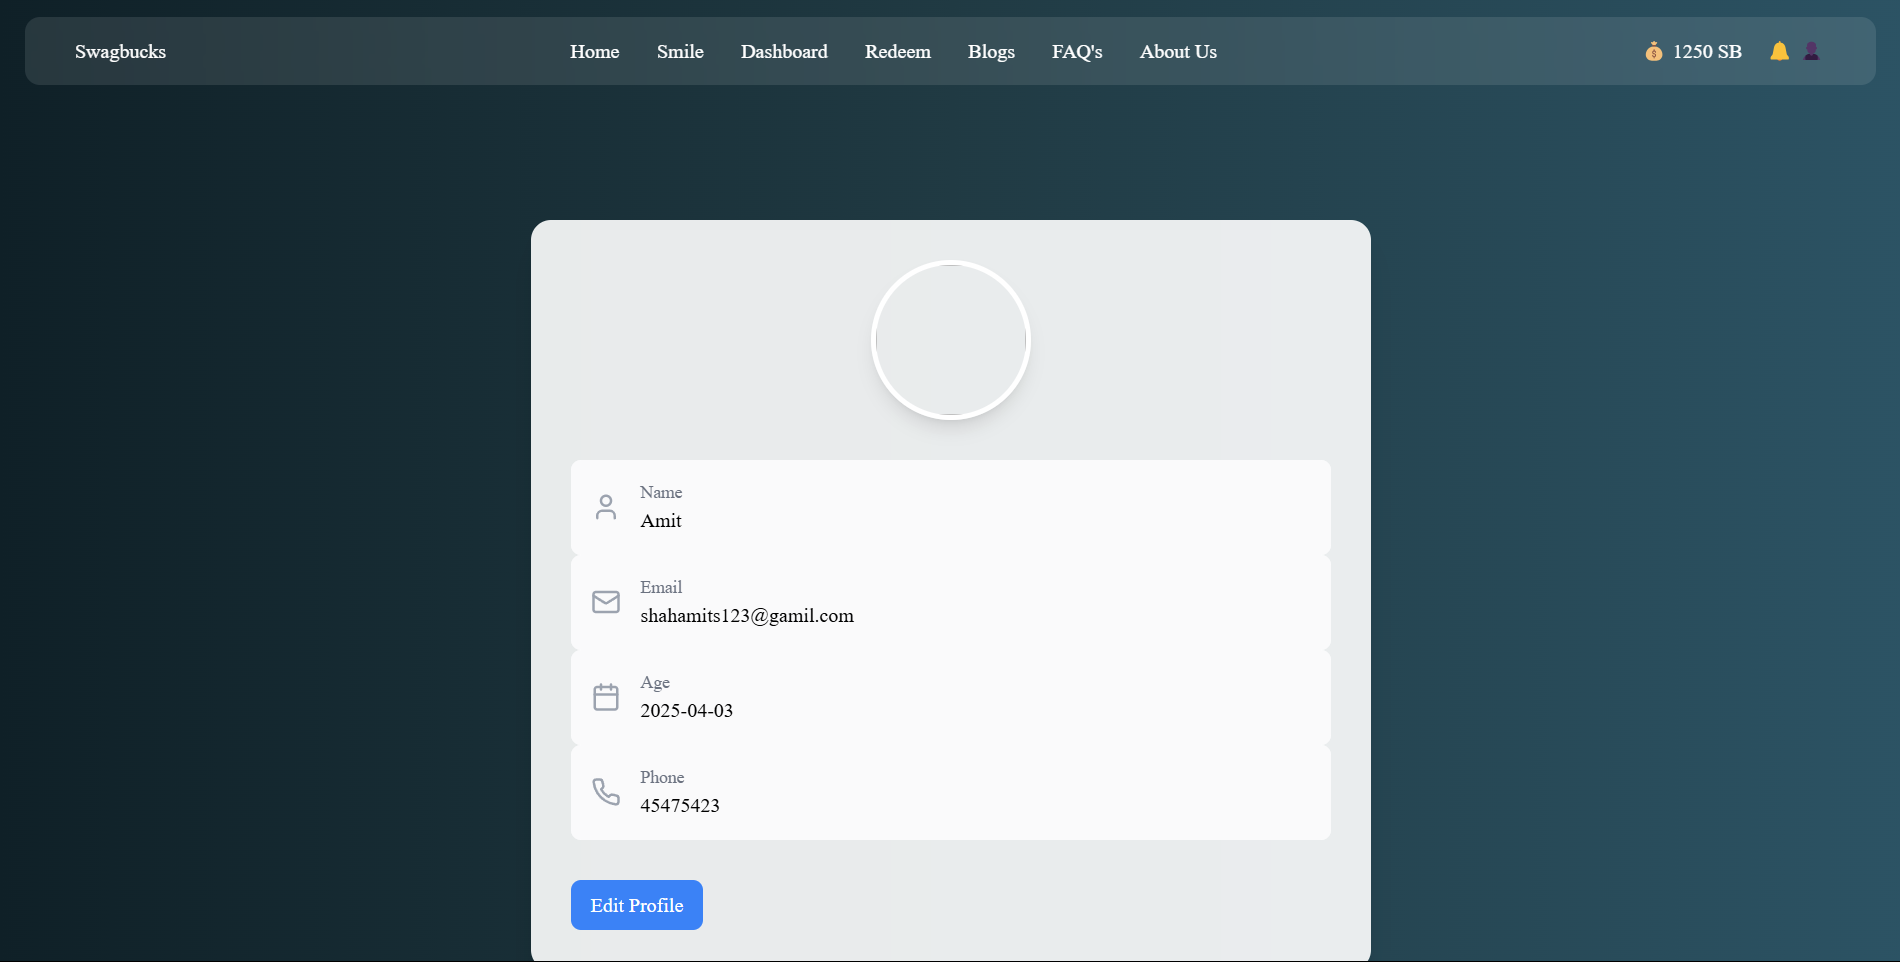 Swagbucks
Home Smile Dashboard Redeem Blogs FAQ's About Us
1250 SB
Name
Amit
Email
shahamits123@gamil.com
Age
2025-04-03
Phone
45475423
Edit Profile